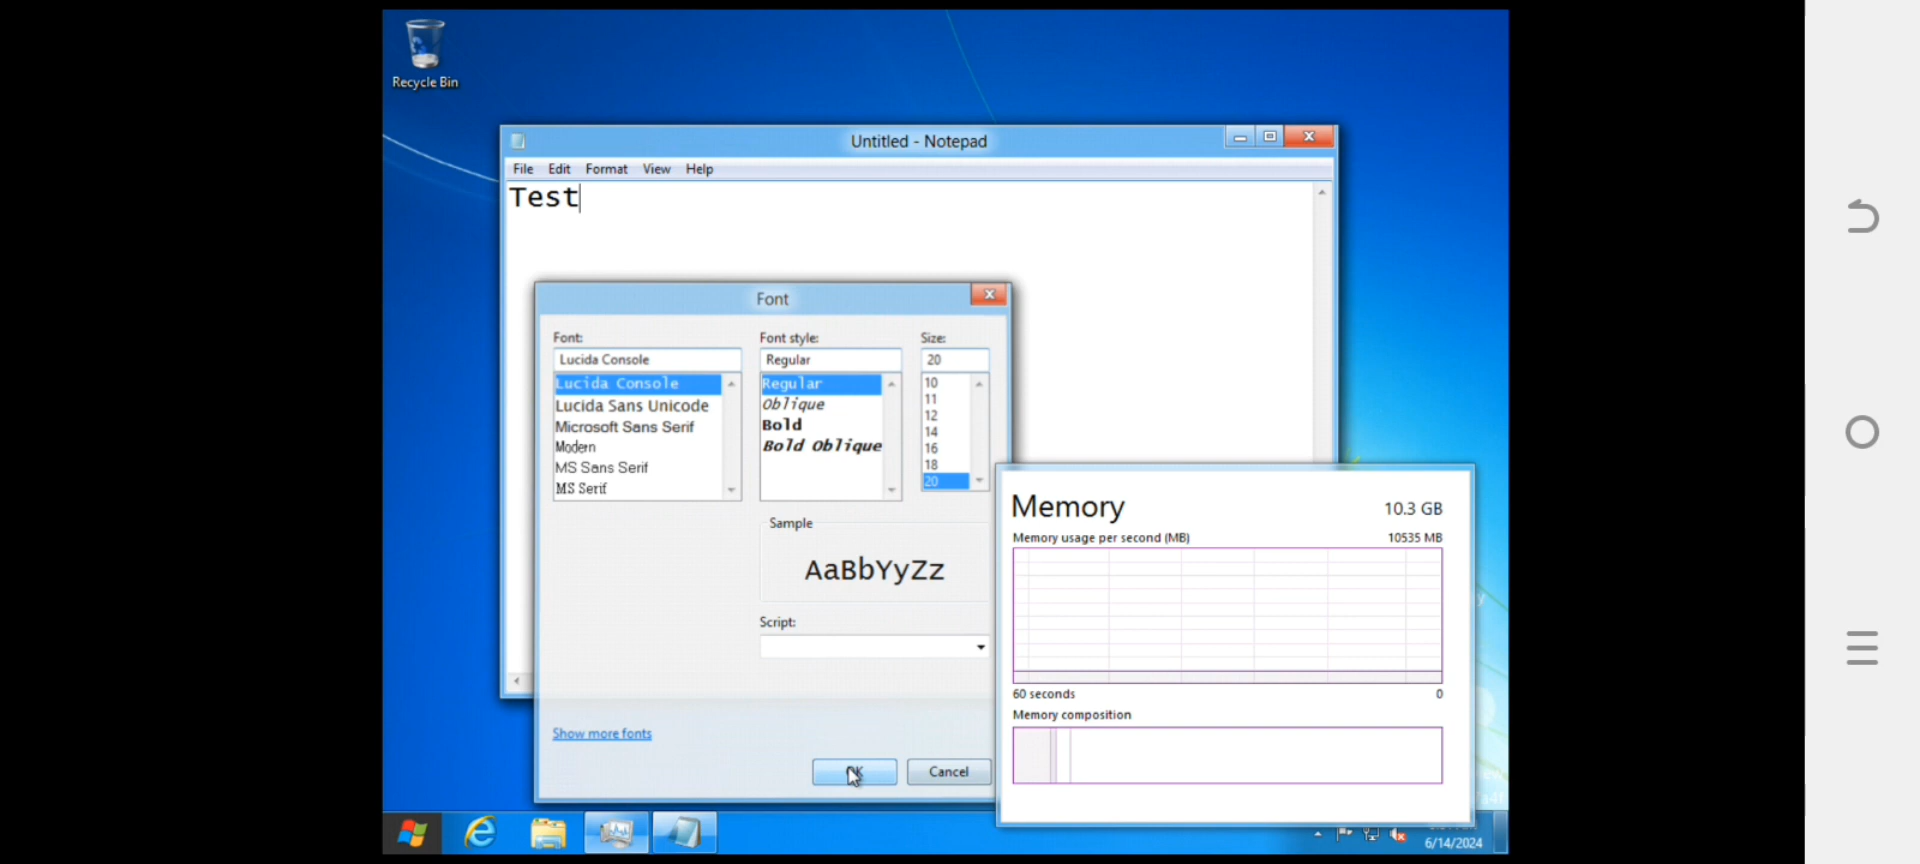 Recycle Bin
Untitled - Notepad
File Edit Format View Help
Test
Font
Font: Font style: Size:
Lucida Console Regular 20
Lucida Console Regular 10
Lucida Sans Unicode Oblique 11
Microsoft Sans Serif Bold 12
Modern Bold Oblique 14
MS Sans Serif 16
MS Serif 18
20
Sample
AaBbYyZz
Script:
Show more fonts
OK Cancel
Memory 10.3 GB
Memory usage per second (MB) 10535 MB
60 seconds 0
Memory composition
6/14/2024